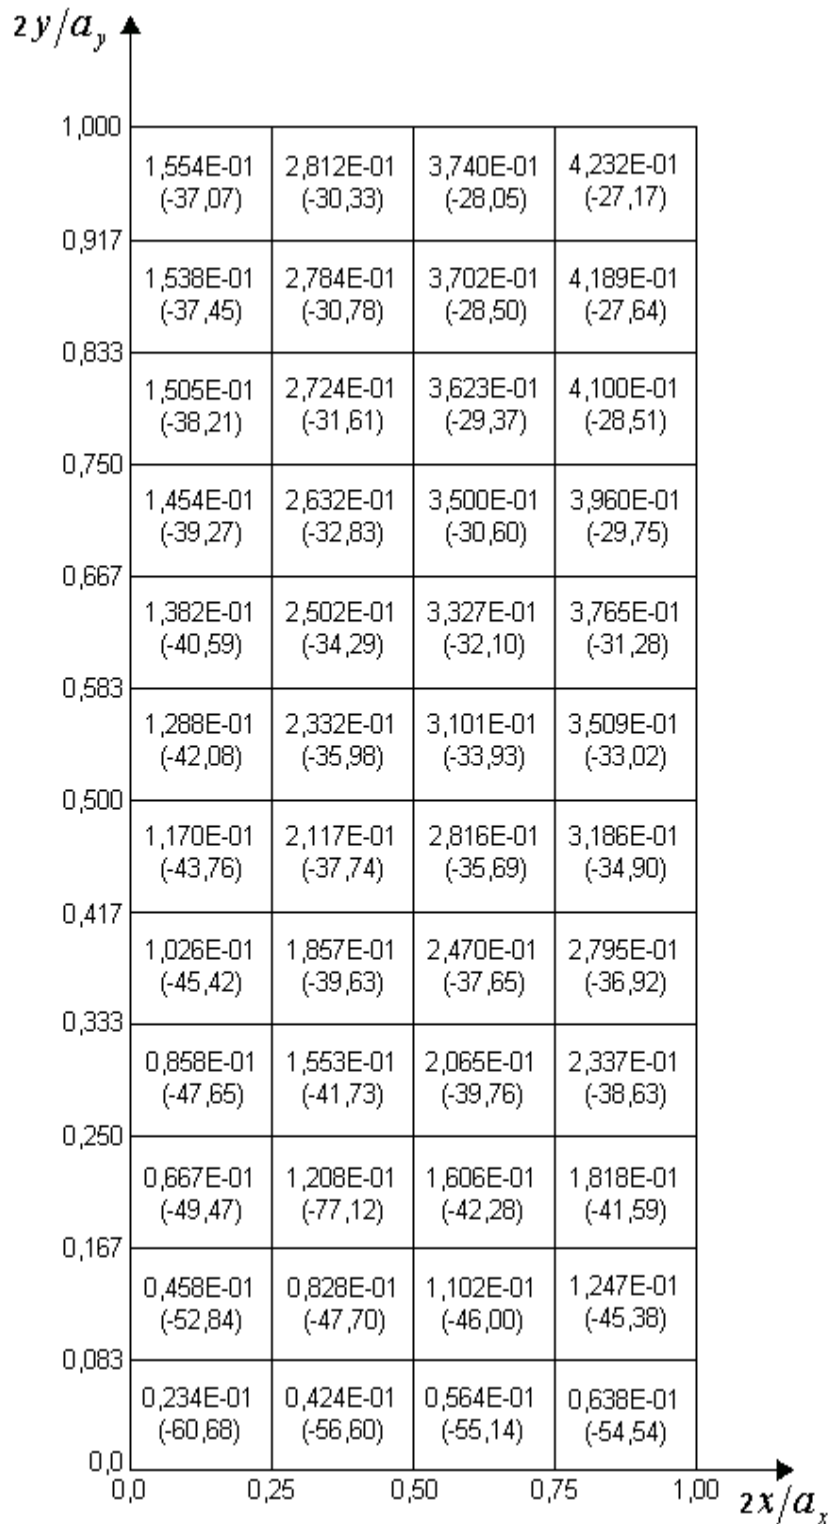 2y/a_y
1,000
1,554E-01 2,812E-01 3,740E-01 4,232E-01
(-37,07) (-30,33) (-28,05) (-27,17)
0,917
1,538E-01 2,784E-01 3,702E-01 4,189E-01
(-37,45) (-30,78) (-28,50) (-27,64)
0,833
1,505E-01 2,724E-01 3,623E-01 4,100E-01
(-38,21) (-31,61) (-29,37) (-28,51)
0,750
1,454E-01 2,632E-01 3,500E-01 3,960E-01
(-39,27) (-32,83) (-30,60) (-29,75)
0,667
1,382E-01 2,502E-01 3,327E-01 3,765E-01
(-40,59) (-34,29) (-32,10) (-31,28)
0,583
1,288E-01 2,332E-01 3,101E-01 3,509E-01
(-42,08) (-35,98) (-33,93) (-33,02)
0,500
1,170E-01 2,117E-01 2,816E-01 3,186E-01
(-43,76) (-37,74) (-35,69) (-34,90)
0,417
1,026E-01 1,857E-01 2,470E-01 2,795E-01
(-45,42) (-39,63) (-37,65) (-36,92)
0,333
0,858E-01 1,553E-01 2,065E-01 2,337E-01
(-47,65) (-41,73) (-39,76) (-38,63)
0,250
0,667E-01 1,208E-01 1,606E-01 1,818E-01
(-49,47) (-77,12) (-42,28) (-41,59)
0,167
0,458E-01 0,828E-01 1,102E-01 1,247E-01
(-52,84) (-47,70) (-46,00) (-45,38)
0,083
0,234E-01 0,424E-01 0,564E-01 0,638E-01
(-60,68) (-56,60) (-55,14) (-54,54)
0,0
0,0 0,25 0,50 0,75 1,00 2x/a_x